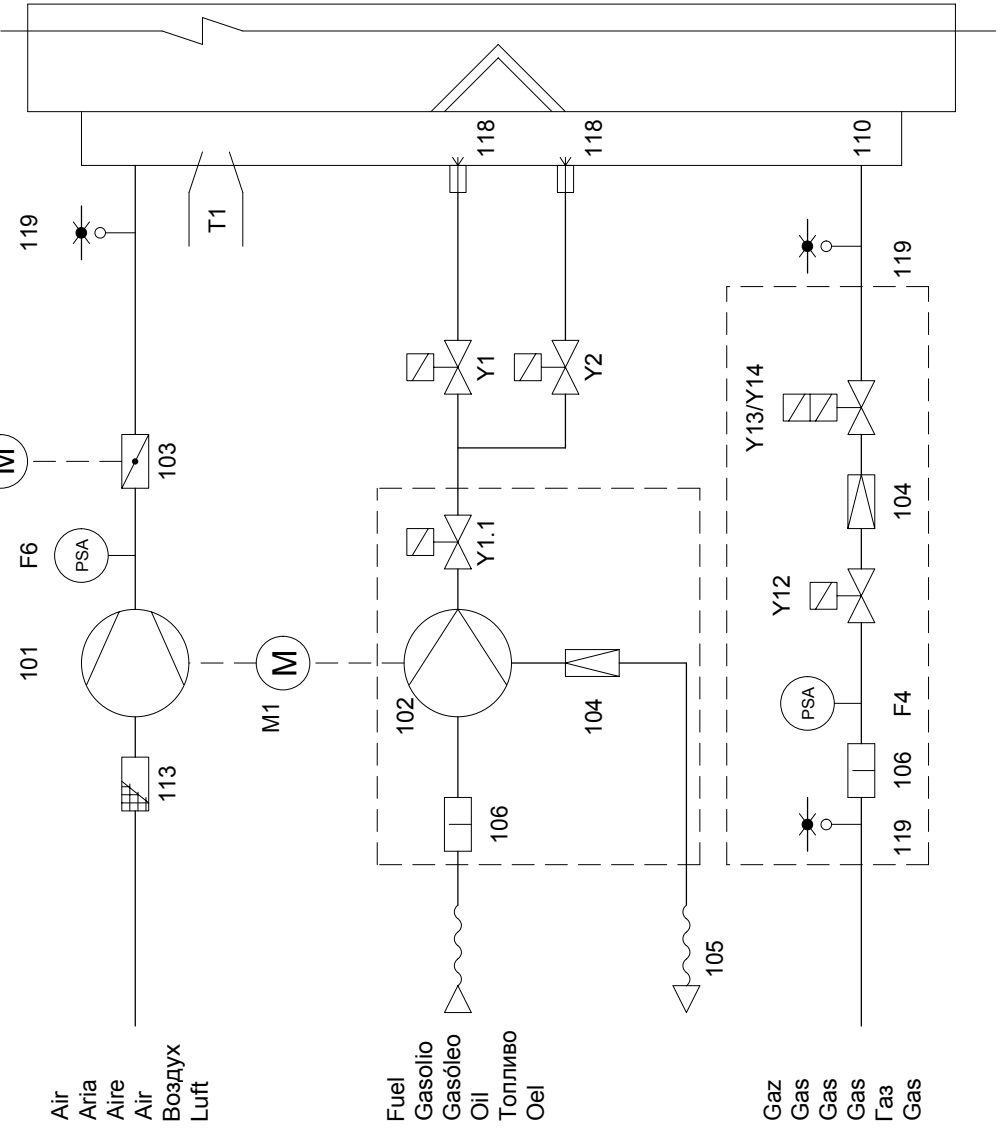 119
T1
118
118
110
119
M
103
F6
PSA
101
M1
M
113
Y1
Y2
Y1.1
102
104
106
105
Y13/Y14
104
Y12
PSA
F4
106
119
Air
Aria
Aire
Air
Воздух
Luft
Fuel
Gasolio
Gasóleo
Oil
Топливо
Oel
Gaz
Gas
Gas
Gas
Газ
Gas